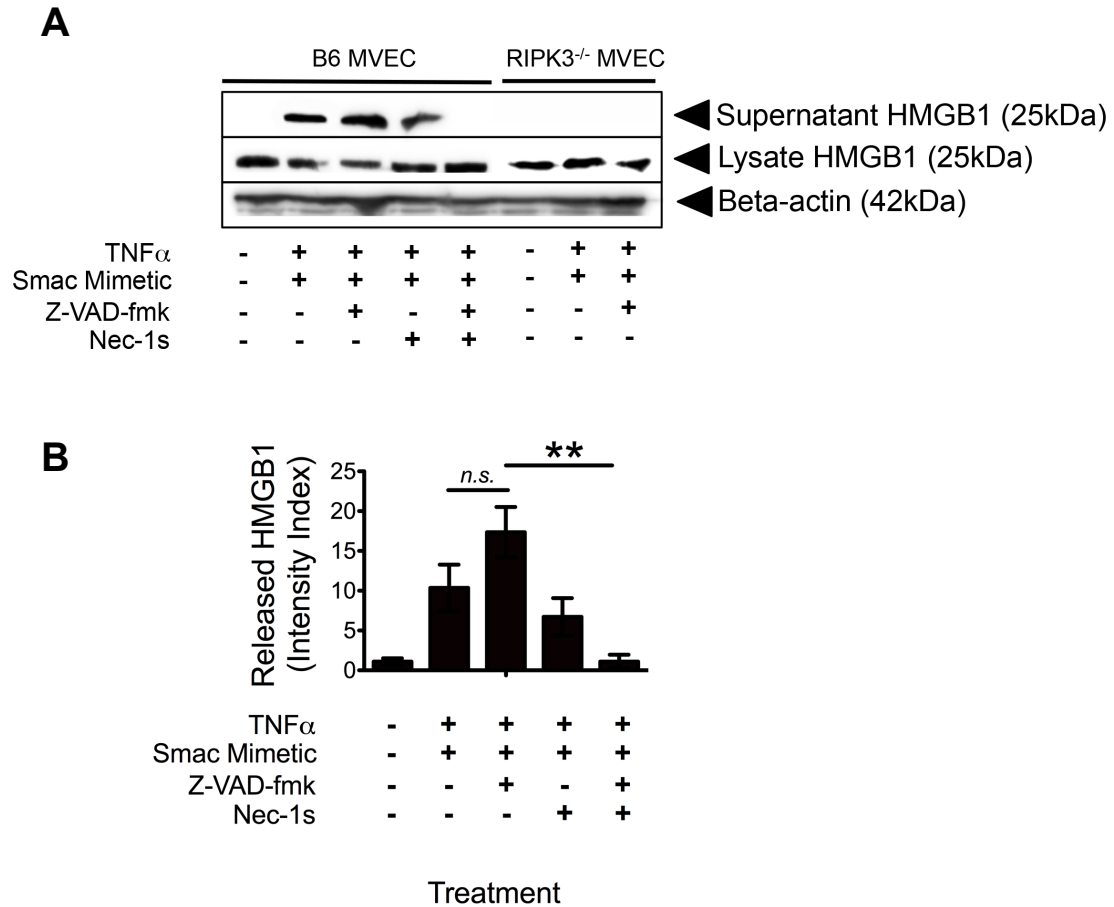 A
B6 MVEC RIPK3-/- MVEC
Supernatant HMGB1 (25kDa)
Lysate HMGB1 (25kDa)
Beta-actin (42kDa)
TNFα - + + + + - + +
Smac Mimetic - + + + + - + +
Z-VAD-fmk - - + - + - - +
Nec-1s - - - + + - - -
B
Released HMGB1
(Intensity Index)
25
20
15
10
5
0
n.s.
**
TNFα - + + + +
Smac Mimetic - + + + +
Z-VAD-fmk - - + - +
Nec-1s - - - + +
Treatment